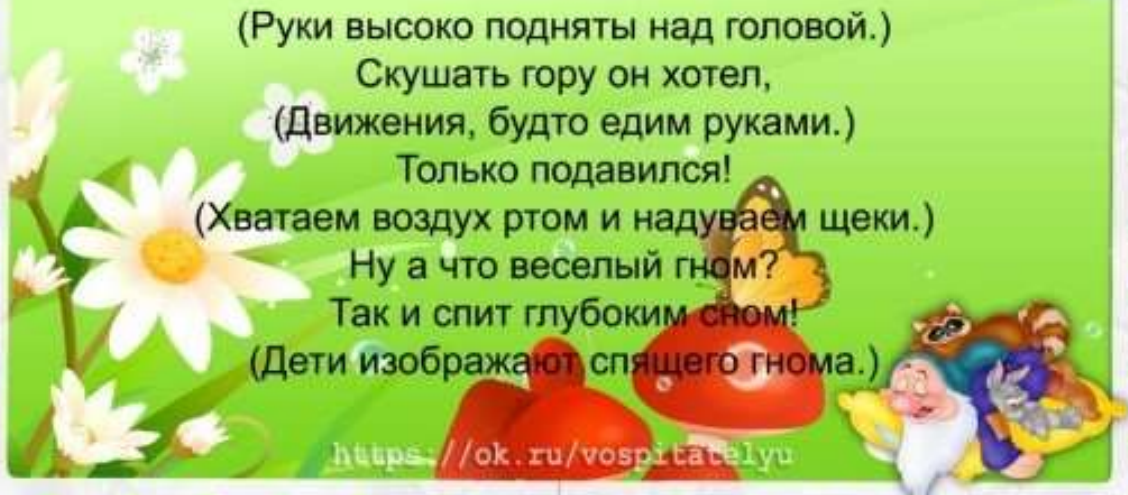 (Руки высоко подняты над головой.)
Скушать гору он хотел,
(Движения, будто едим руками.)
Только подавился!
(Хватаем воздух ртом и надуваем щеки.)
Ну а что веселый гном?
Так и спит глубоким сном!
(Дети изображают спящего гнома.)
https://ok.ru/vospitatelyu